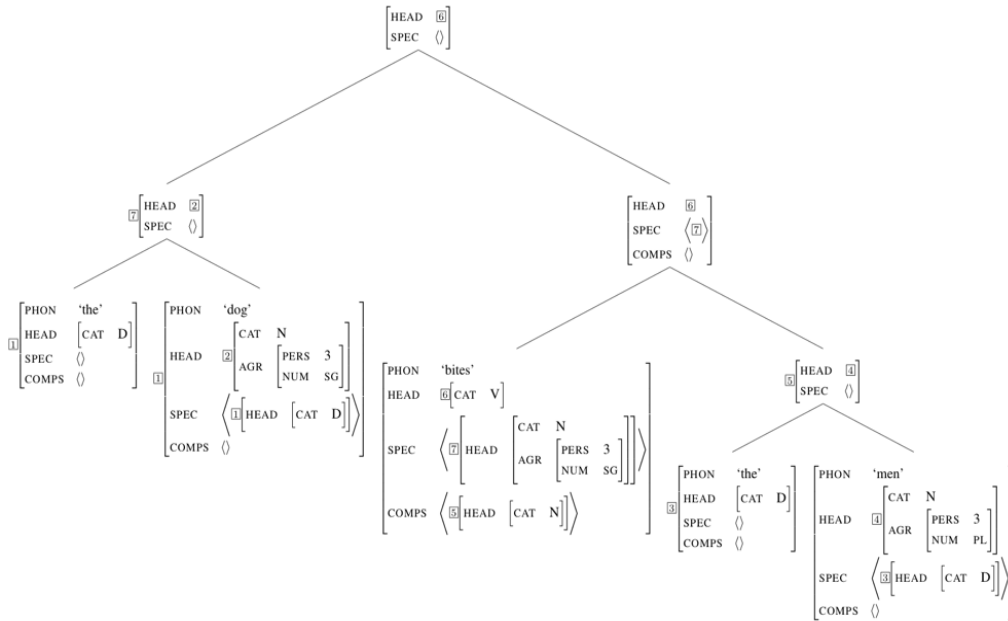 HEAD 6
SPEC ⟨⟩
7 HEAD 2
SPEC ⟨⟩
HEAD 6
SPEC ⟨7⟩
COMPS ⟨⟩
1 PHON ‘the’
HEAD [CAT D]
SPEC ⟨⟩
COMPS ⟨⟩
1 PHON ‘dog’
HEAD 2 CAT N
AGR PERS 3
NUM SG
SPEC ⟨1[HEAD [CAT D]]⟩
COMPS ⟨⟩
PHON ‘bites’
HEAD 6[CAT V]
SPEC ⟨7 HEAD CAT N
AGR PERS 3
NUM SG⟩
COMPS ⟨5[HEAD [CAT N]]⟩
5 HEAD 4
SPEC ⟨⟩
3 PHON ‘the’
HEAD [CAT D]
SPEC ⟨⟩
COMPS ⟨⟩
PHON ‘men’
HEAD 4 CAT N
AGR PERS 3
NUM PL
SPEC ⟨3[HEAD [CAT D]]⟩
COMPS ⟨⟩